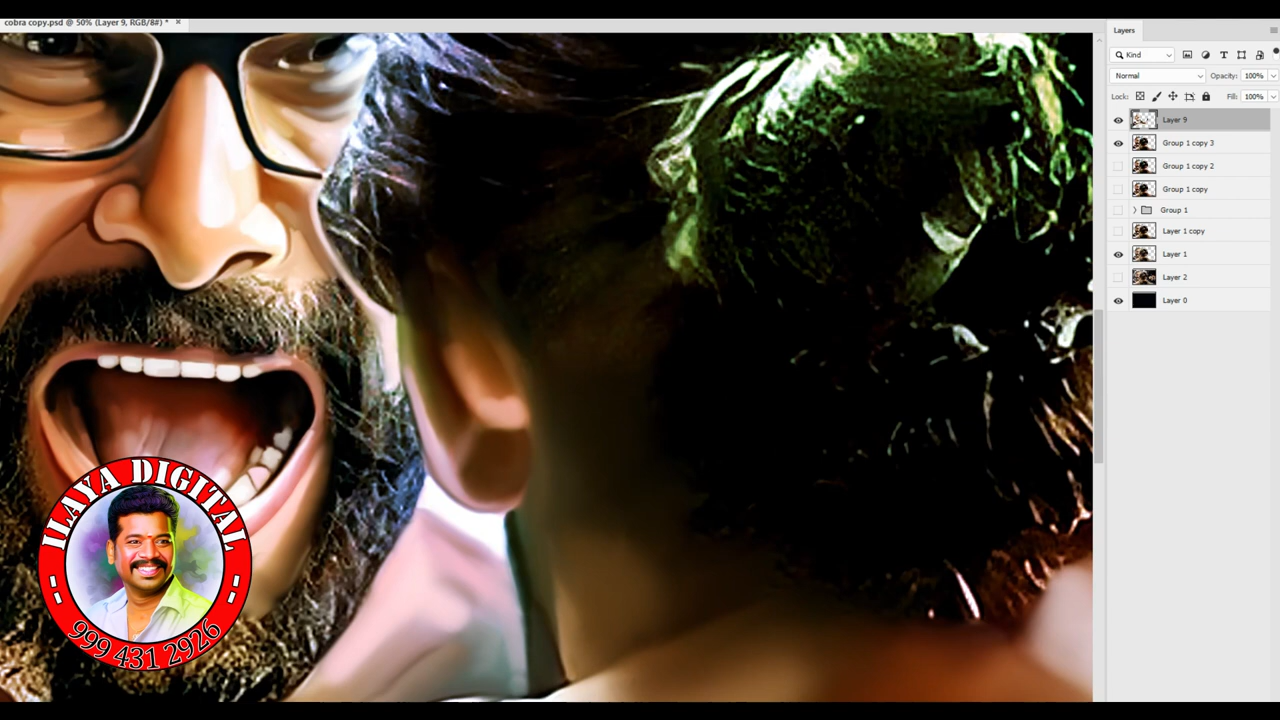 cobra copy.psd @ 50% (Layer 9, RGB/8#) *
Layers
Kind
Normal
Opacity: 100%
Lock:
Fill: 100%
Layer 9
Group 1 copy 3
Group 1 copy 2
Group 1 copy
Group 1
Layer 1 copy
Layer 1
Layer 2
Layer 0
ILAYA DIGITAL
999 431 2926